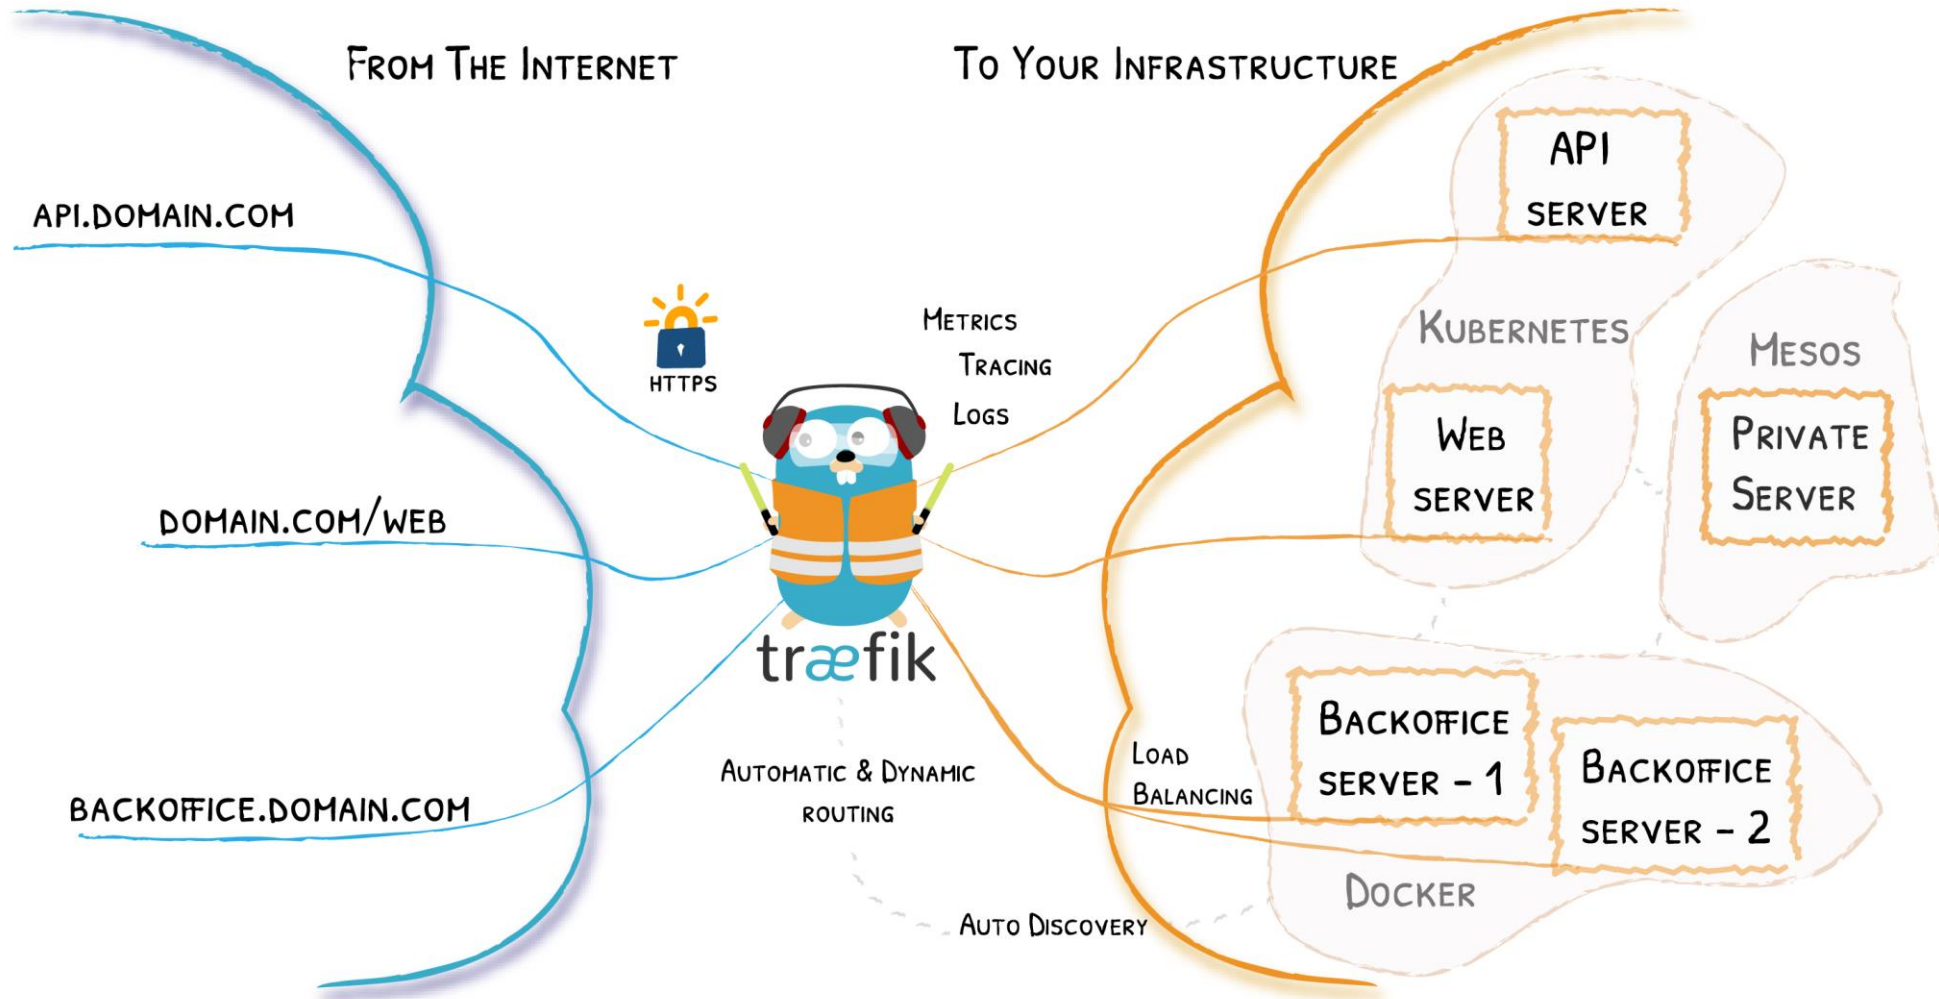 From The Internet
To Your Infrastructure
API
server
api.domain.com
Metrics
Kubernetes
Tracing
Mesos
HTTPS
Logs
Web
server
Private
Server
domain.com/web
træfik
Backoffice
server - 1
Load
Balancing
Backoffice
server - 2
Automatic & Dynamic
routing
backoffice.domain.com
Docker
Auto Discovery